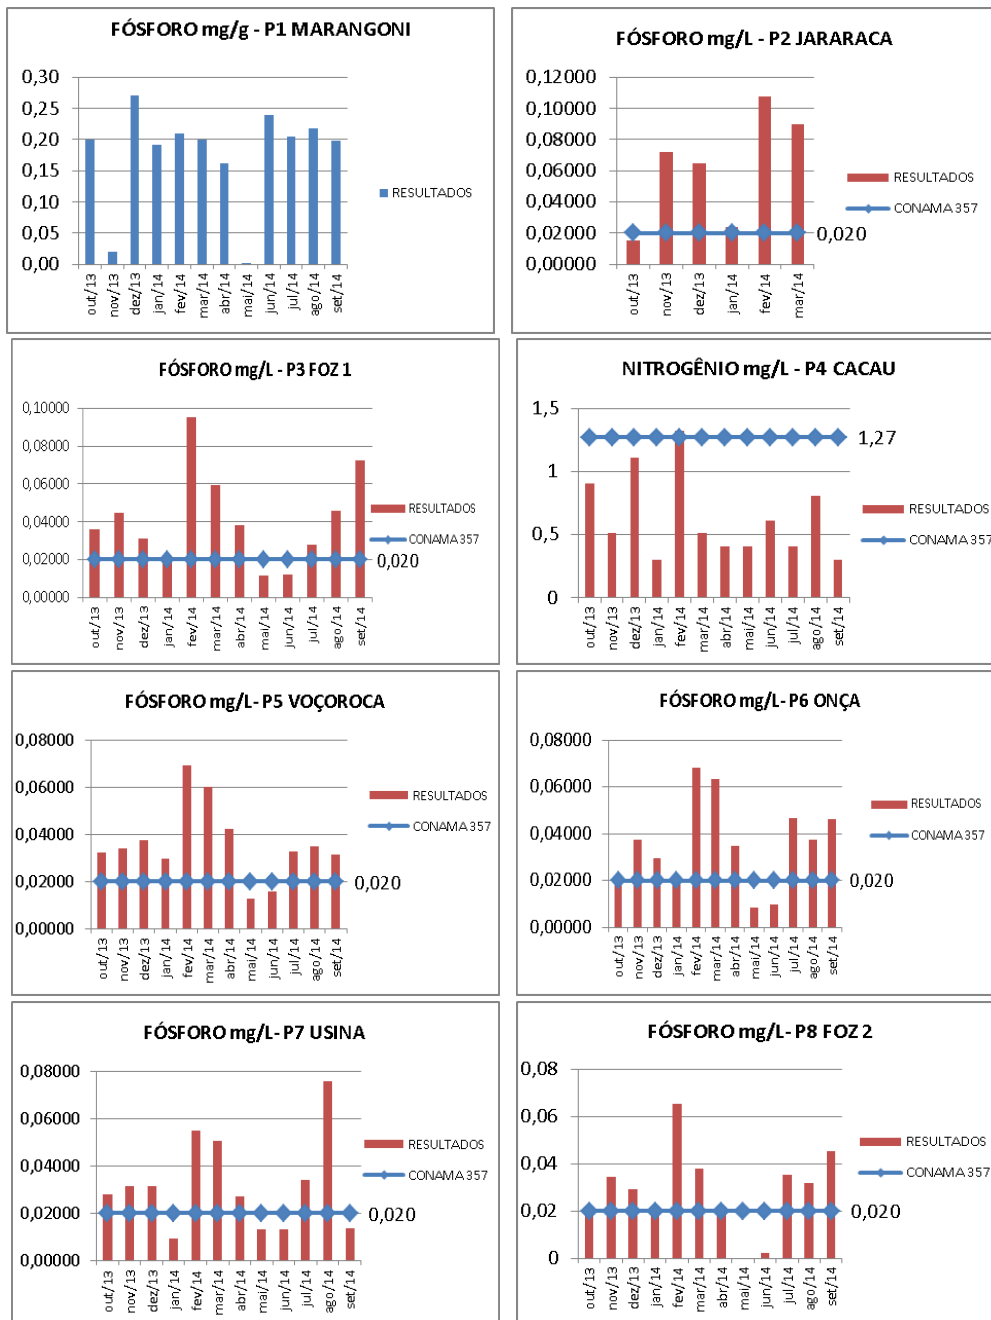 FÓSFORO mg/g - P1 MARANGONI
0,30
0,25
0,20
0,15
0,10
0,05
0,00
out/13
nov/13
dez/13
jan/14
fev/14
mar/14
abr/14
mai/14
jun/14
jul/14
ago/14
set/14
RESULTADOS
FÓSFORO mg/L - P2 JARARACA
0,12000
0,10000
0,08000
0,06000
0,04000
0,02000
0,00000
out/13
nov/13
dez/13
jan/14
fev/14
mar/14
RESULTADOS
CONAMA 357
0,020
FÓSFORO mg/L - P3 FOZ 1
0,10000
0,08000
0,06000
0,04000
0,02000
0,00000
out/13
nov/13
dez/13
jan/14
fev/14
mar/14
abr/14
mai/14
jun/14
jul/14
ago/14
set/14
RESULTADOS
CONAMA 357
0,020
NITROGÊNIO mg/L - P4 CACAU
1,5
1
0,5
0
out/13
nov/13
dez/13
jan/14
fev/14
mar/14
abr/14
mai/14
jun/14
jul/14
ago/14
set/14
1,27
RESULTADOS
CONAMA 357
FÓSFORO mg/L- P5 VOÇOROCA
0,08000
0,06000
0,04000
0,02000
0,00000
out/13
nov/13
dez/13
jan/14
fev/14
mar/14
abr/14
mai/14
jun/14
jul/14
ago/14
set/14
RESULTADOS
CONAMA 357
0,020
FÓSFORO mg/L- P6 ONÇA
0,08000
0,06000
0,04000
0,02000
0,00000
out/13
nov/13
dez/13
jan/14
fev/14
mar/14
abr/14
mai/14
jun/14
jul/14
ago/14
set/14
RESULTADOS
CONAMA 357
0,020
FÓSFORO mg/L- P7 USINA
0,08000
0,06000
0,04000
0,02000
0,00000
out/13
nov/13
dez/13
jan/14
fev/14
mar/14
abr/14
mai/14
jun/14
jul/14
ago/14
set/14
RESULTADOS
CONAMA 357
0,020
FÓSFORO mg/L- P8 FOZ 2
0,08
0,06
0,04
0,02
0
out/13
nov/13
dez/13
jan/14
fev/14
mar/14
abr/14
mai/14
jun/14
jul/14
ago/14
set/14
RESULTADOS
CONAMA 357
0,020